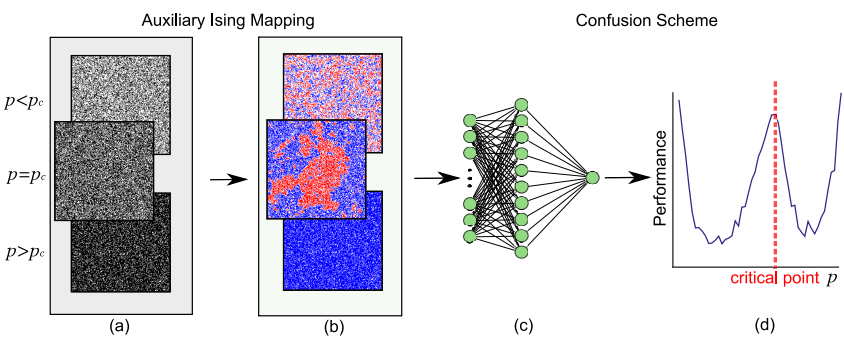 Auxiliary Ising Mapping
Confusion Scheme
p<pc
p=pc
p>pc
Performance
critical point p
(a)
(b)
(c)
(d)